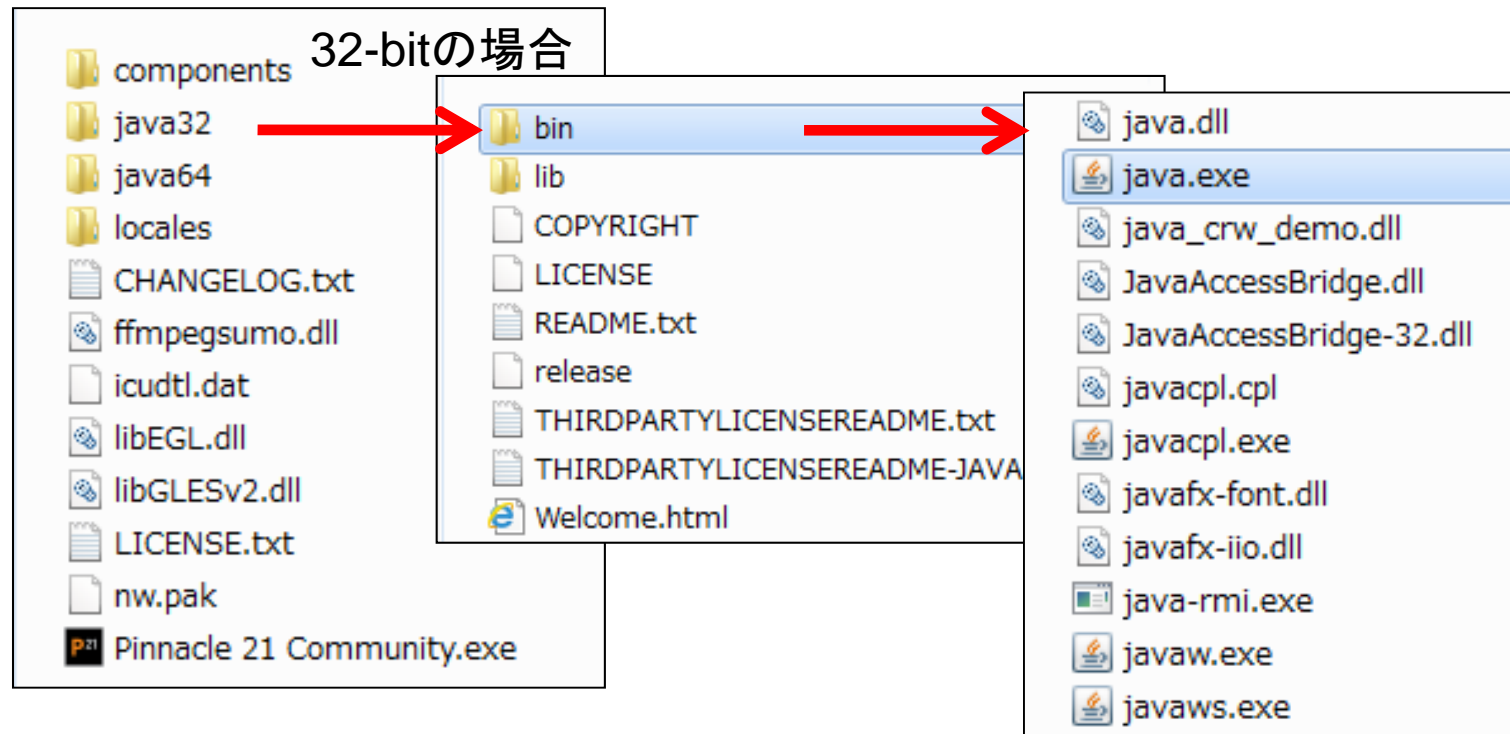 32-bitの場合
components
java32
java64
locales
CHANGELOG.txt
ffmpegsumo.dll
icudtl.dat
libEGL.dll
libGLESv2.dll
LICENSE.txt
nw.pak
Pinnacle 21 Community.exe
bin
lib
COPYRIGHT
LICENSE
README.txt
release
THIRDPARTYLICENSEREADME.txt
THIRDPARTYLICENSEREADME-JAVA
Welcome.html
java.dll
java.exe
java_crw_demo.dll
JavaAccessBridge.dll
JavaAccessBridge-32.dll
javacpl.cpl
javacpl.exe
javafx-font.dll
javafx-iio.dll
java-rmi.exe
javaw.exe
javaws.exe